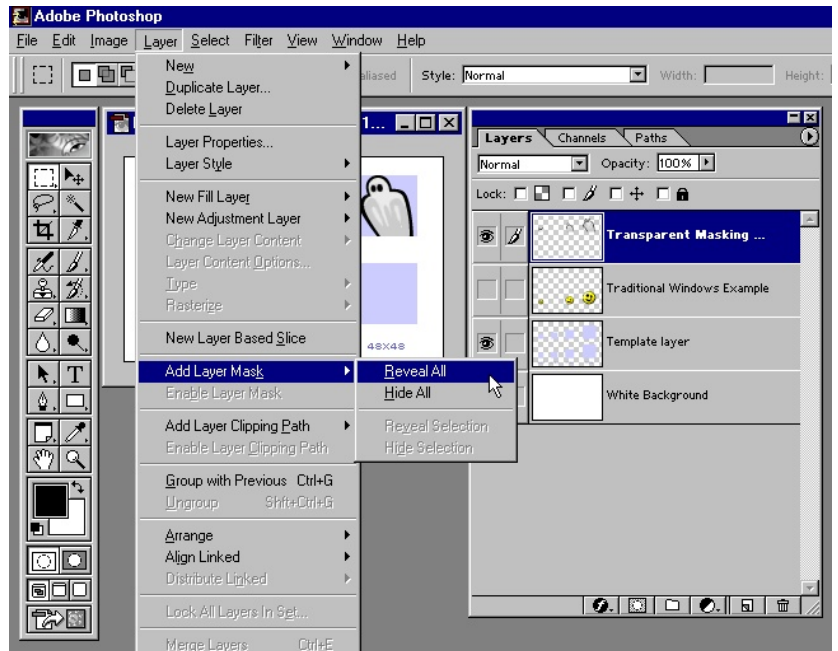 Adobe Photoshop
File Edit Image Layer Select Filter View Window Help
aliased Style: Normal Width: Height:
New
Duplicate Layer...
Delete Layer
Layer Properties...
Layer Style
New Fill Layer
New Adjustment Layer
Change Layer Content
Layer Content Options...
Type
Rasterize
New Layer Based Slice
Add Layer Mask
Enable Layer Mask
Add Layer Clipping Path
Enable Layer Clipping Path
Group with Previous Ctrl+G
Ungroup Shft+Ctrl+G
Arrange
Align Linked
Distribute Linked
Lock All Layers In Set...
Merge Layers Ctrl+E
Reveal All
Hide All
Reveal Selection
Hide Selection
1...
48X48
T
Layers Channels Paths
Normal Opacity: 100%
Lock:
Transparent Masking ...
Traditional Windows Example
Template layer
White Background